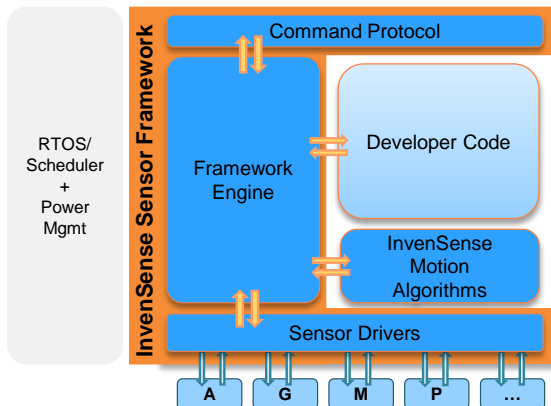 RTOS/
Scheduler
+
Power
Mgmt
InvenSense Sensor Framework
Command Protocol
Framework
Engine
Developer Code
InvenSense
Motion
Algorithms
Sensor Drivers
A
G
M
P
...